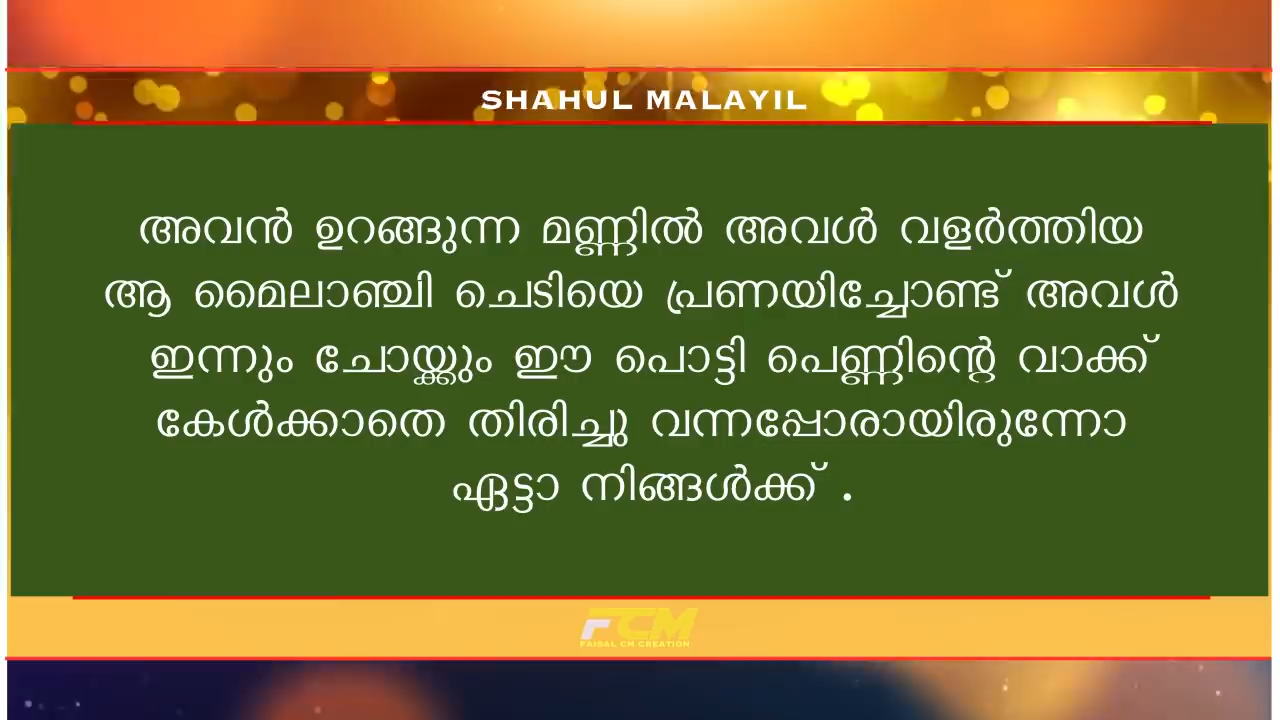 SHAHUL MALAYIL
അവൻ ഉറങ്ങുന്ന മണ്ണിൽ അവൾ വളർത്തിയ
ആ മൈലാഞ്ചി ചെടിയെ പ്രണയിച്ചോണ്ട് അവൾ
ഇന്നും ചോയ്ക്കും ഈ പൊട്ടി പെണ്ണിന്റെ വാക്ക്
കേൾക്കാതെ തിരിച്ചു വന്നപ്പോരായിരുന്നോ
ഏട്ടാ നിങ്ങൾക്ക് .
FCM
FAISAL CM CREATION